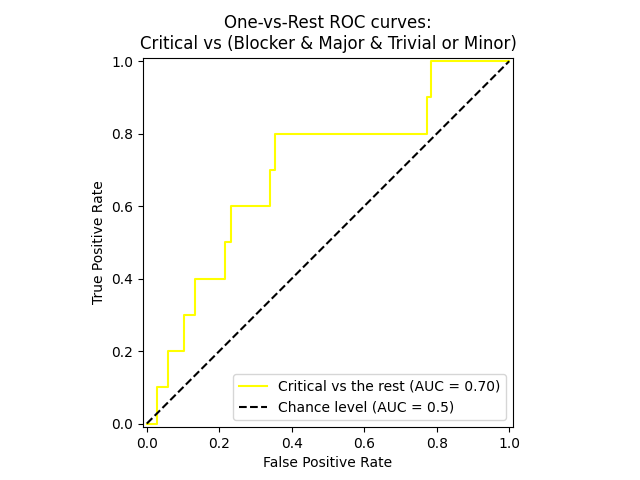 One-vs-Rest ROC curves:
Critical vs (Blocker & Major & Trivial or Minor)
True Positive Rate
1.0
0.8
0.6
0.4
0.2
0.0
Critical vs the rest (AUC = 0.70)
Chance level (AUC = 0.5)
0.0 0.2 0.4 0.6 0.8 1.0
False Positive Rate